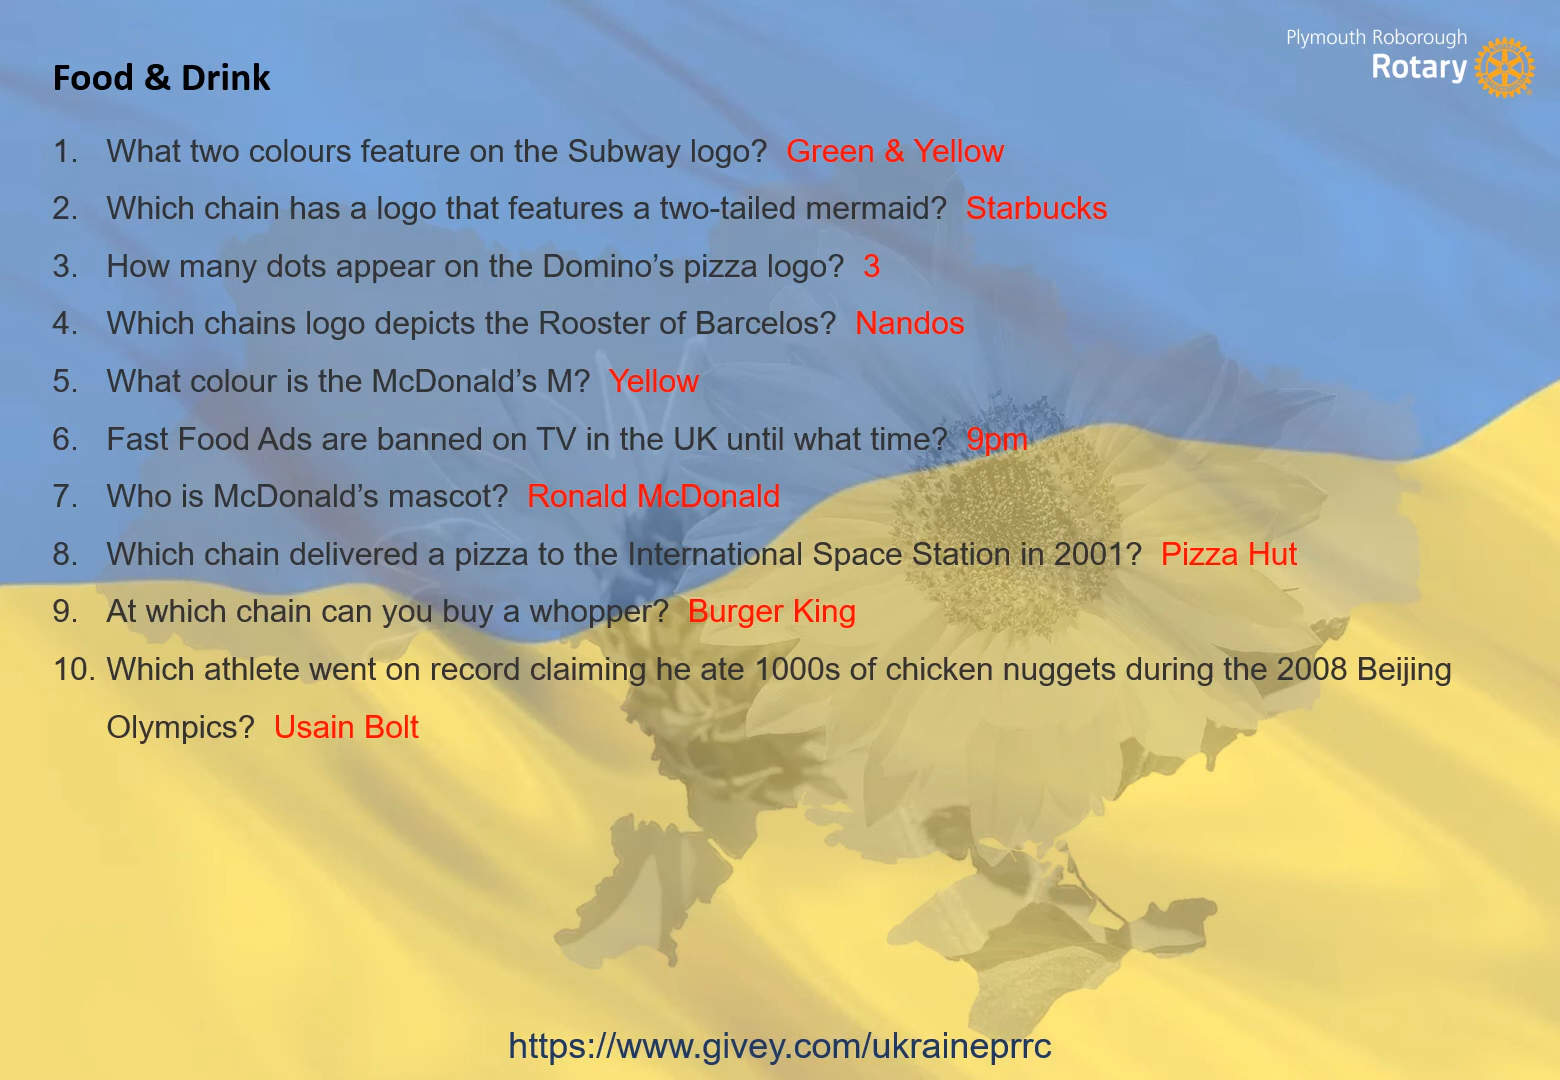 Plymouth Roborough
Rotary
Food & Drink
1. What two colours feature on the Subway logo? Green & Yellow
2. Which chain has a logo that features a two-tailed mermaid? Starbucks
3. How many dots appear on the Domino’s pizza logo? 3
4. Which chains logo depicts the Rooster of Barcelos? Nandos
5. What colour is the McDonald’s M? Yellow
6. Fast Food Ads are banned on TV in the UK until what time? 9pm
7. Who is McDonald’s mascot? Ronald McDonald
8. Which chain delivered a pizza to the International Space Station in 2001? Pizza Hut
9. At which chain can you buy a whopper? Burger King
10. Which athlete went on record claiming he ate 1000s of chicken nuggets during the 2008 Beijing
Olympics? Usain Bolt
https://www.givey.com/ukraineprrc